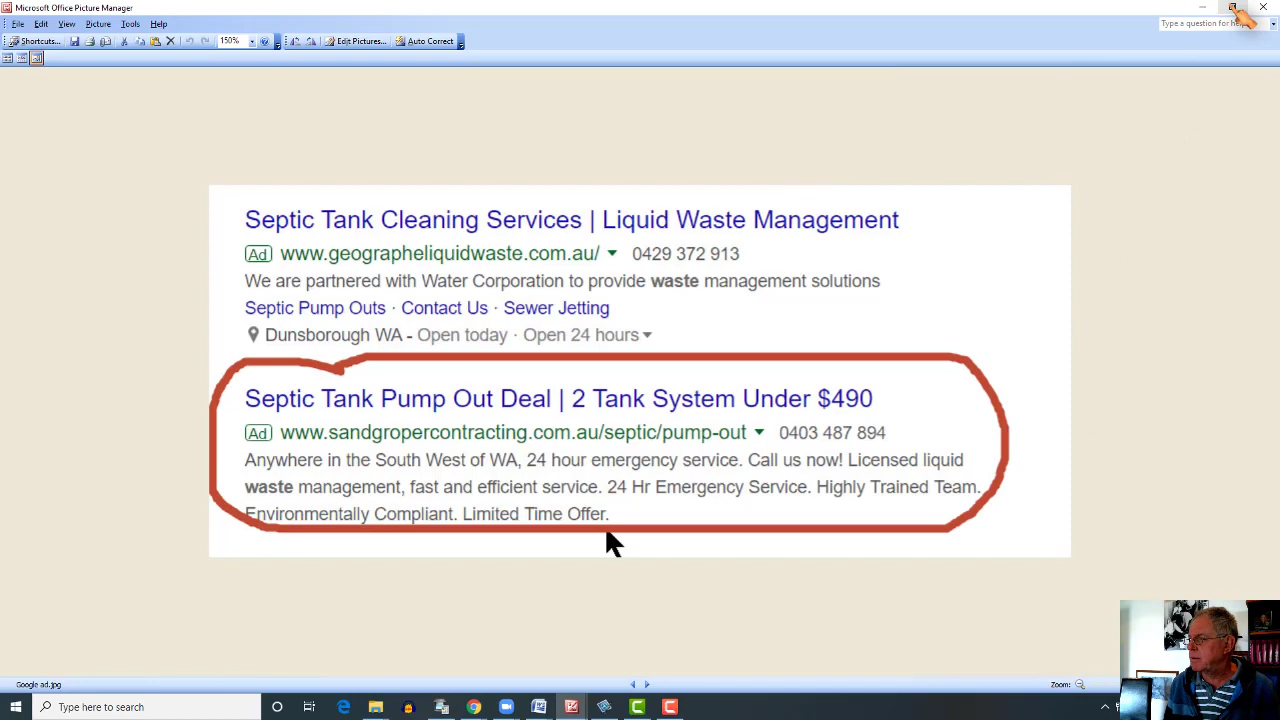 Microsoft Office Picture Manager
File Edit View Picture Tools Help
Type a question for help
Shortcuts... 150% Edit Pictures... Auto Correct
Septic Tank Cleaning Services | Liquid Waste Management
Ad www.geographeliquidwaste.com.au/ 0429 372 913
We are partnered with Water Corporation to provide waste management solutions
Septic Pump Outs · Contact Us · Sewer Jetting
Dunsborough WA - Open today · Open 24 hours
Septic Tank Pump Out Deal | 2 Tank System Under $490
Ad www.sandgropercontracting.com.au/septic/pump-out 0403 487 894
Anywhere in the South West of WA, 24 hour emergency service. Call us now! Licensed liquid
waste management, fast and efficient service. 24 Hr Emergency Service. Highly Trained Team.
Environmentally Compliant. Limited Time Offer.
Google ad.jpg
Zoom:
Type here to search